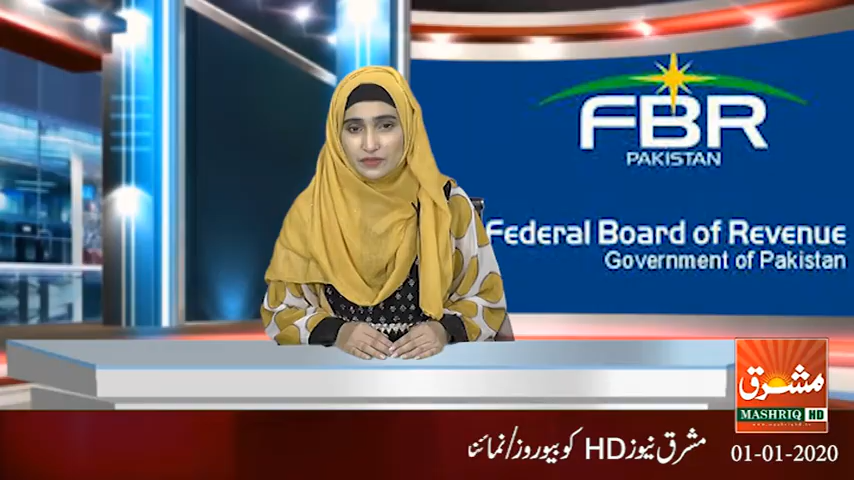 FBR
PAKISTAN
Federal Board of Revenue
Government of Pakistan
مشرق
MASHRIQ HD
مشرق نیوز HD کو بیوروز/نمائن
01-01-2020